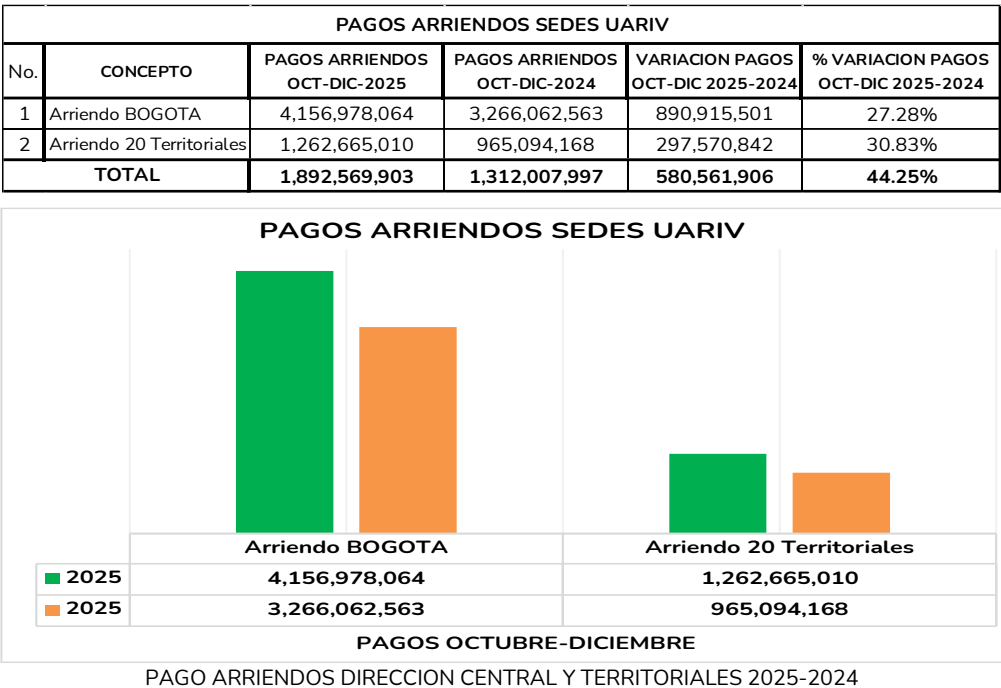 PAGOS ARRIENDOS SEDES UARIV
No. CONCEPTO PAGOS ARRIENDOS OCT-DIC-2025 PAGOS ARRIENDOS OCT-DIC-2024 VARIACION PAGOS OCT-DIC 2025-2024 % VARIACION PAGOS OCT-DIC 2025-2024
1 Arriendo BOGOTA 4,156,978,064 3,266,062,563 890,915,501 27.28%
2 Arriendo 20 Territoriales 1,262,665,010 965,094,168 297,570,842 30.83%
TOTAL 1,892,569,903 1,312,007,997 580,561,906 44.25%
PAGOS ARRIENDOS SEDES UARIV
Arriendo BOGOTA Arriendo 20 Territoriales
2025 4,156,978,064 1,262,665,010
2025 3,266,062,563 965,094,168
PAGOS OCTUBRE-DICIEMBRE
PAGO ARRIENDOS DIRECCION CENTRAL Y TERRITORIALES 2025-2024